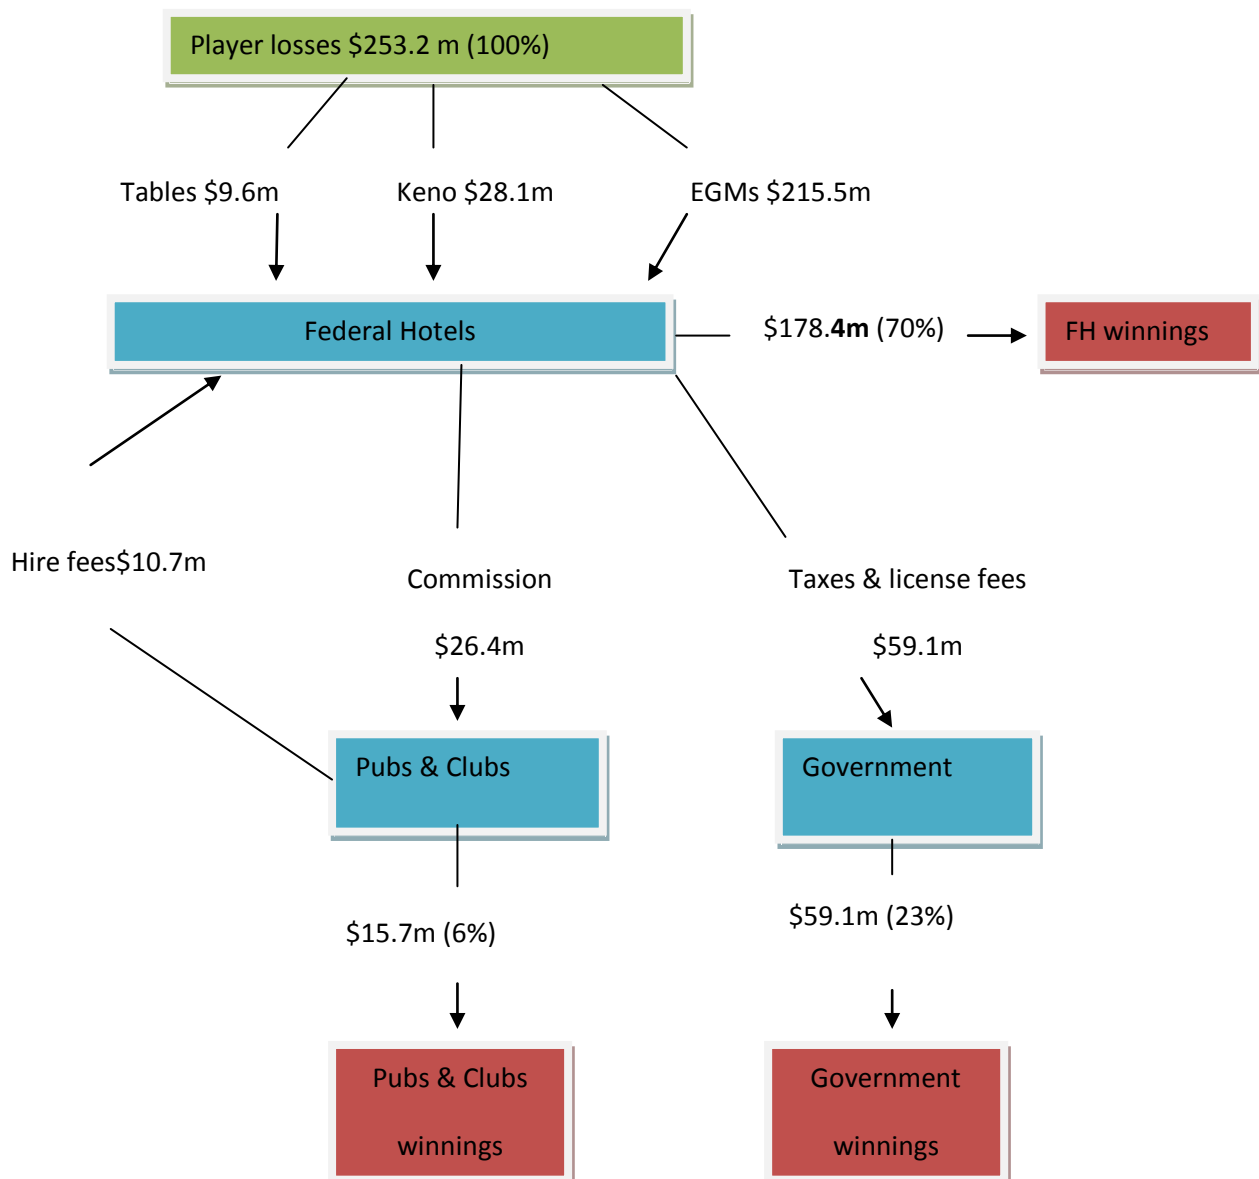 Player losses $253.2 m (100%)
Tables $9.6m
Keno $28.1m
EGMs $215.5m
Federal Hotels
$178.4m (70%)
FH winnings
Hire fees$10.7m
Commission
$26.4m
Taxes & license fees
$59.1m
Pubs & Clubs
Government
$15.7m (6%)
$59.1m (23%)
Pubs & Clubs
winnings
Government
winnings